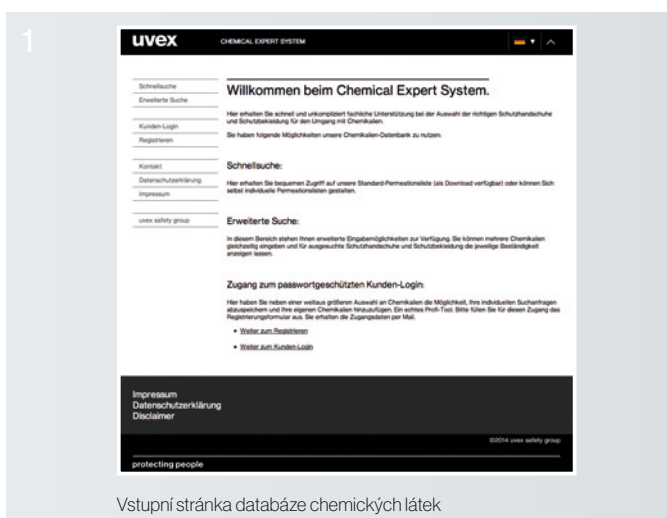 1
uvex
CHEMICAL EXPERT SYSTEM
Schnellsuche
Erweiterte Suche
Kunden-Login
Registrieren
Kontakt
Datenschutzerklärung
Impressum
uvex safety group
Willkommen beim Chemical Expert System.
Hier erhalten Sie schnell und unkompliziert fachliche Unterstützung bei der Auswahl der richtigen Schutzhandschuhe
und Schutzbekleidung für den Umgang mit Chemikalien.
Sie haben folgende Möglichkeiten unsere Chemikalien-Datenbank zu nutzen.
Schnellsuche:
Hier erhalten Sie bequemen Zugriff auf unsere Standard-Permeationsliste (als Download verfügbar) oder können Sich
selbst individuelle Permeationslisten gestalten.
Erweiterte Suche:
In diesem Bereich stehen Ihnen erweiterte Eingabemöglichkeiten zur Verfügung. Sie können mehrere Chemikalien
gleichzeitig eingeben und für ausgesuchte Schutzhandschuhe und Schutzbekleidung die jeweilige Beständigkeit
anzeigen lassen.
Zugang zum passwortgeschützten Kunden-Login:
Hier haben Sie neben einer weitaus größeren Auswahl an Chemikalien die Möglichkeit, Ihre individuellen Suchanfragen
abzuspeichern und Ihre eigenen Chemikalien hinzuzufügen. Ein echtes Profi-Tool. Bitte füllen Sie für diesen Zugang das
Registrierungsformular aus. Sie erhalten die Zugangsdaten per Mail.
• Weiter zum Registrieren
• Weiter zum Kunden-Login
Impressum
Datenschutzerklärung
Disclaimer
©2014 uvex safety group
protecting people
Vstupní stránka databáze chemických látek